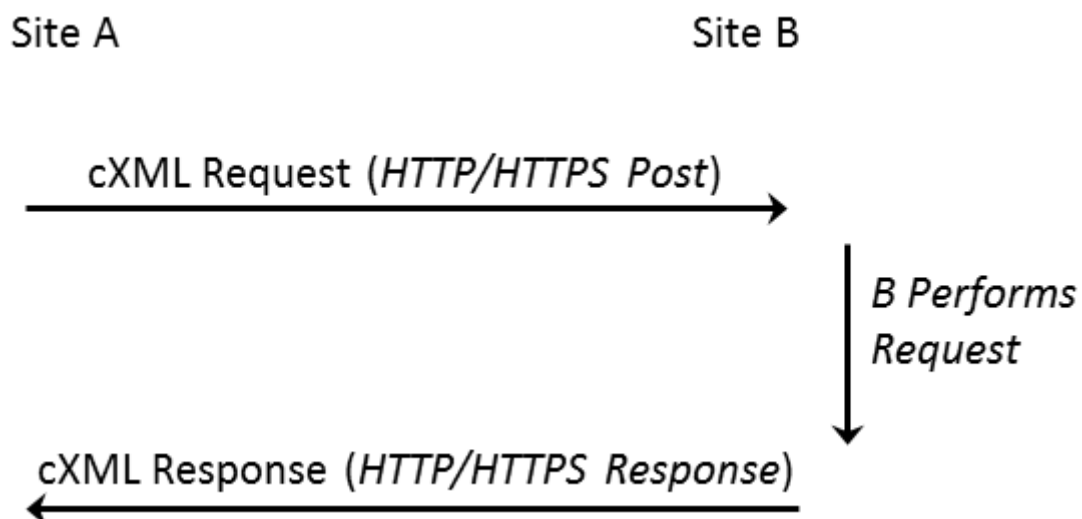 Site A
Site B
cXML Request (HTTP/HTTPS Post)
B Performs
Request
cXML Response (HTTP/HTTPS Response)